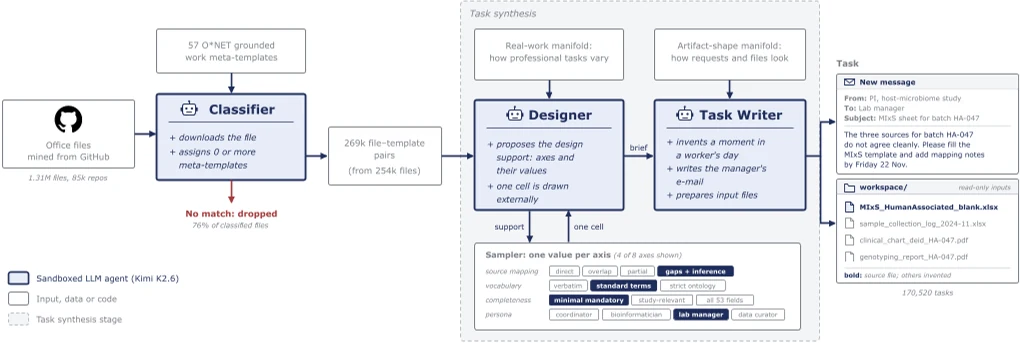 Task synthesis
57 O*NET grounded
work meta-templates
Real-work manifold:
how professional tasks vary
Artifact-shape manifold:
how requests and files look
Office files
mined from GitHub
1.31M files, 85k repos
Classifier
+ downloads the file
+ assigns 0 or more
meta-templates
No match: dropped
76% of classified files
269k file–template
pairs
(from 254k files)
Designer
+ proposes the design
support: axes and
their values
+ one cell is drawn
externally
brief
Task Writer
+ invents a moment in
a worker's day
+ writes the manager's
e-mail
+ prepares input files
support
one cell
Sampler: one value per axis (4 of 8 axes shown)
source mapping direct overlap partial gaps + inference
vocabulary verbatim standard terms strict ontology
completeness minimal mandatory study-relevant all 53 fields
persona coordinator bioinformatician lab manager data curator
Task
New message
From: PI, host-microbiome study
To: Lab manager
Subject: MIxS sheet for batch HA-047
The three sources for batch HA-047
do not agree cleanly. Please fill the
MIxS template and add mapping notes
by Friday 22 Nov.
workspace/ read-only inputs
MIxS_HumanAssociated_blank.xlsx
sample_collection_log_2024-11.xlsx
clinical_chart_deid_HA-047.pdf
genotyping_report_HA-047.pdf
bold: source file; others invented
170,520 tasks
Sandboxed LLM agent (Kimi K2.6)
Input, data or code
Task synthesis stage